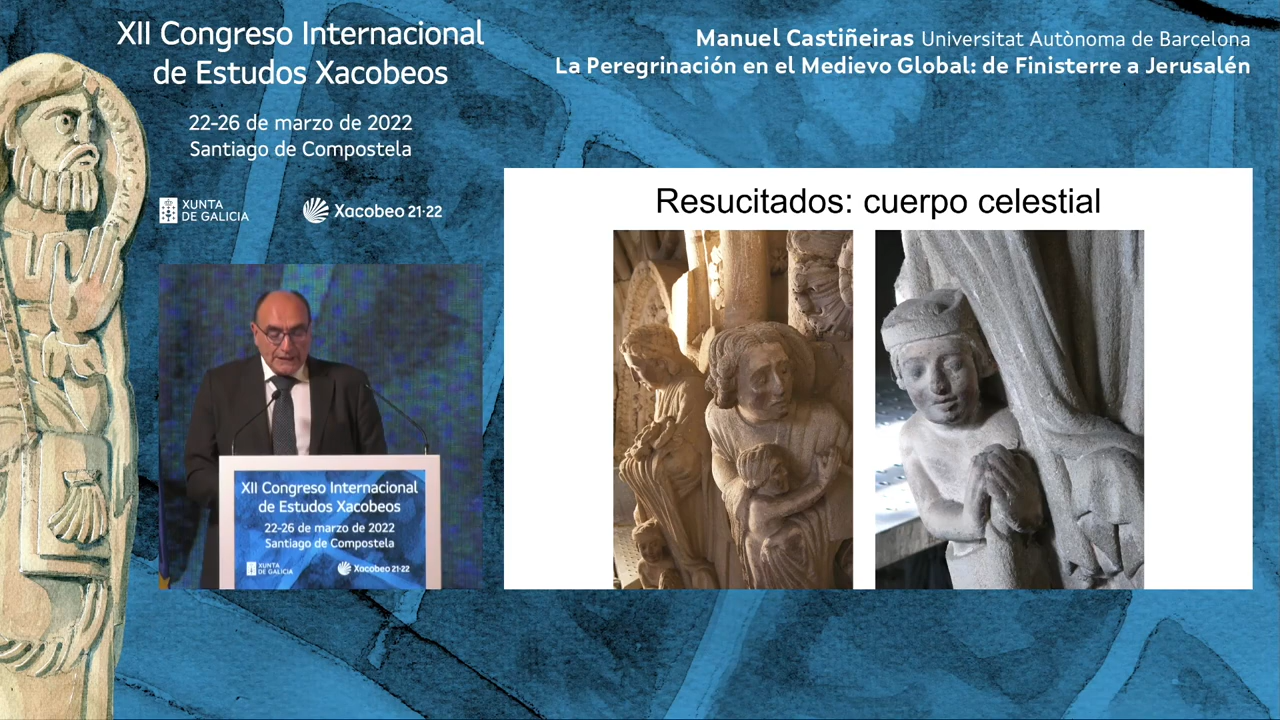 XII Congreso Internacional
de Estudos Xacobeos
22-26 de marzo de 2022
Santiago de Compostela
XUNTA
DE GALICIA
Xacobeo 21·22
Manuel Castiñeiras Universitat Autònoma de Barcelona
La Peregrinación en el Medievo Global: de Finisterre a Jerusalén
Resucitados: cuerpo celestial
XII Congreso Internacional
de Estudos Xacobeos
22-26 de marzo de 2022
Santiago de Compostela
XUNTA
DE GALICIA
Xacobeo 21·22